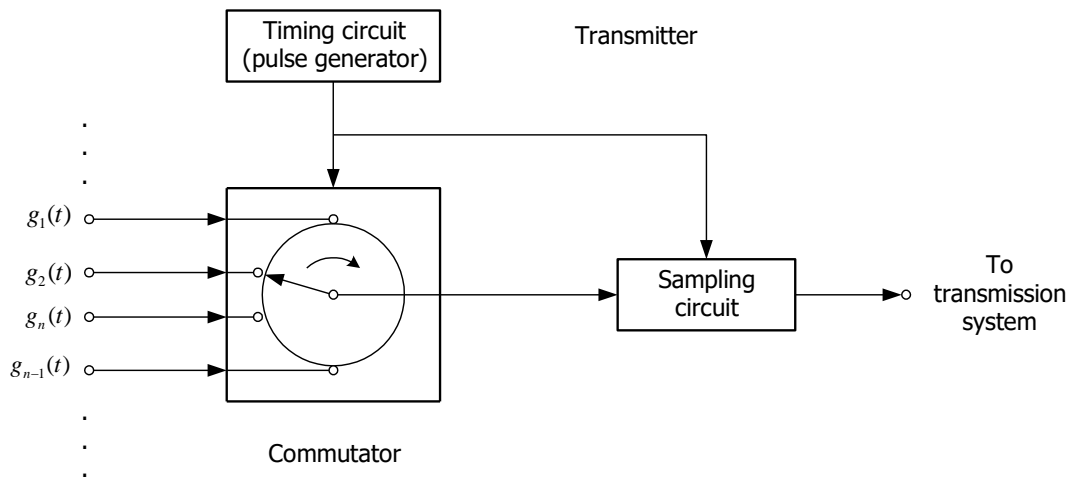 Timing circuit
(pulse generator)
Transmitter
.
.
.
g₁(t)
g₂(t)
gₙ(t)
gₙ₋₁(t)
.
.
.
Sampling
circuit
To
transmission
system
Commutator